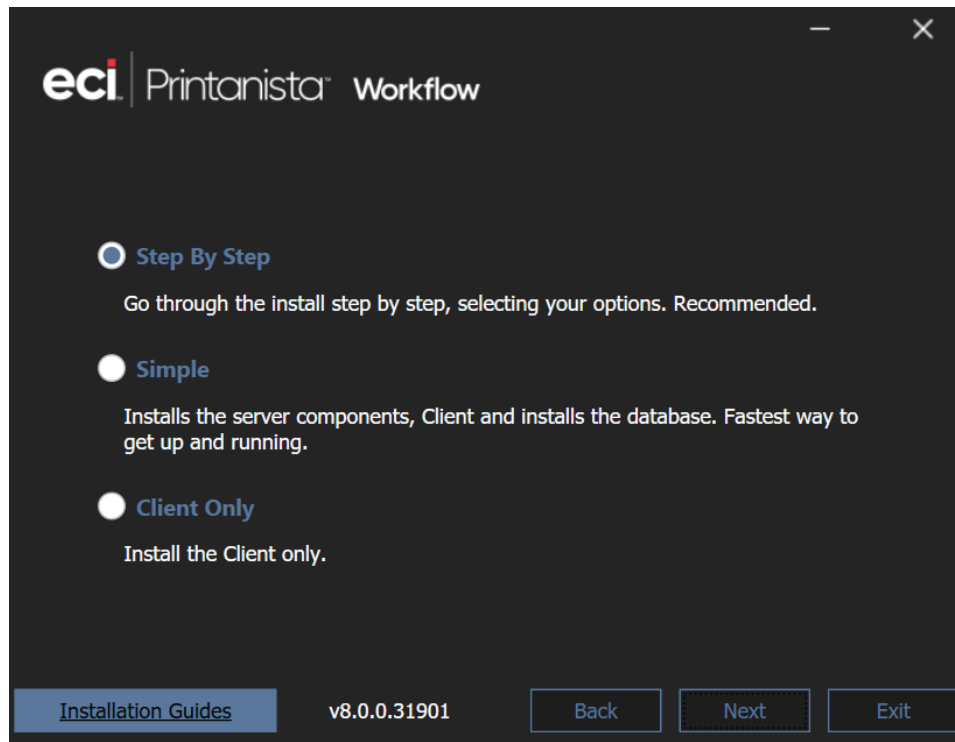 eci Printanista™ Workflow
Step By Step
Go through the install step by step, selecting your options. Recommended.
Simple
Installs the server components, Client and installs the database. Fastest way to
get up and running.
Client Only
Install the Client only.
Installation Guides v8.0.0.31901 Back Next Exit